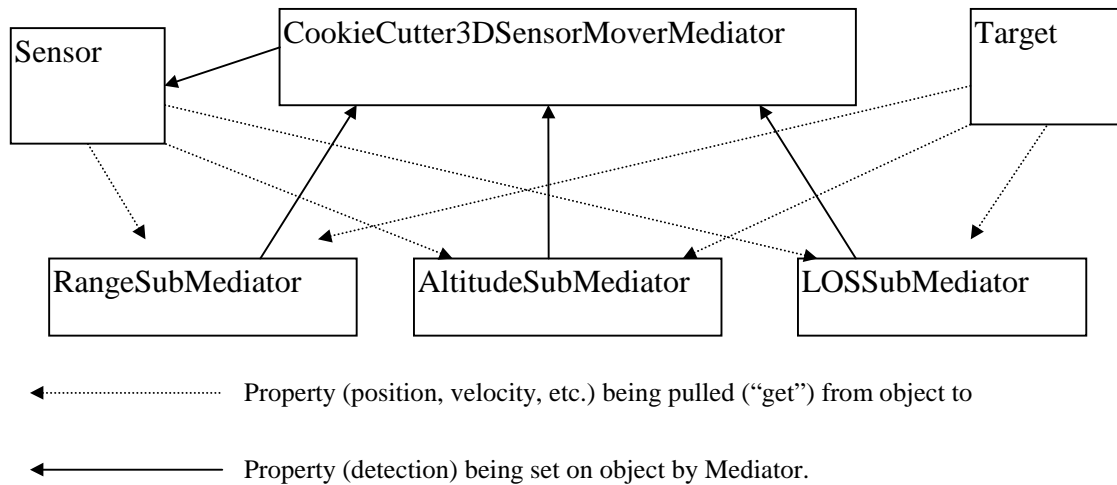 CookieCutter3DSensorMoverMediator
Sensor
Target
RangeSubMediator
AltitudeSubMediator
LOSSubMediator
Property (position, velocity, etc.) being pulled (“get”) from object to
Property (detection) being set on object by Mediator.